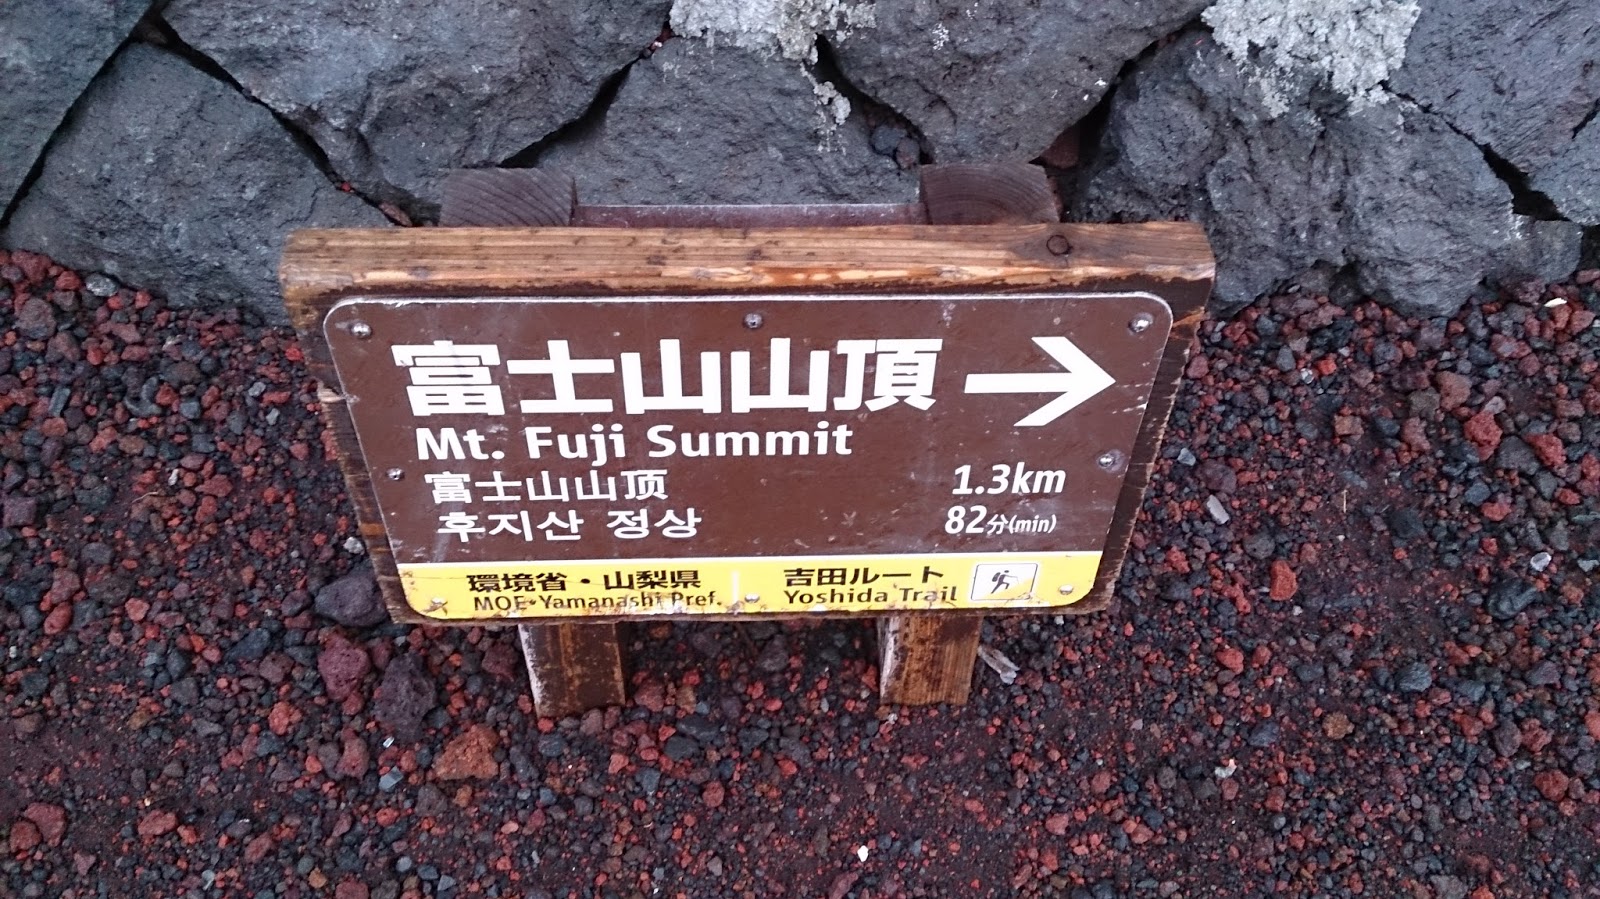 富士山山頂 →
Mt. Fuji Summit
富士山山顶 1.3km
후지산 정상 82分(min)
環境省・山梨県 吉田ルート
MOE・Yamanashi Pref. Yoshida Trail